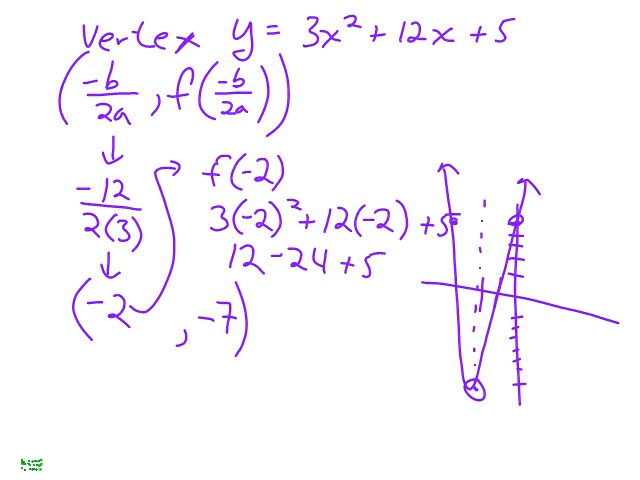 vertex y = 3x² + 12x + 5
(-b/2a, f(-b/2a))
↓
-12/2(3) f(-2)
3(-2)² + 12(-2) + 5
↓ 12 - 24 + 5
(-2, -7)